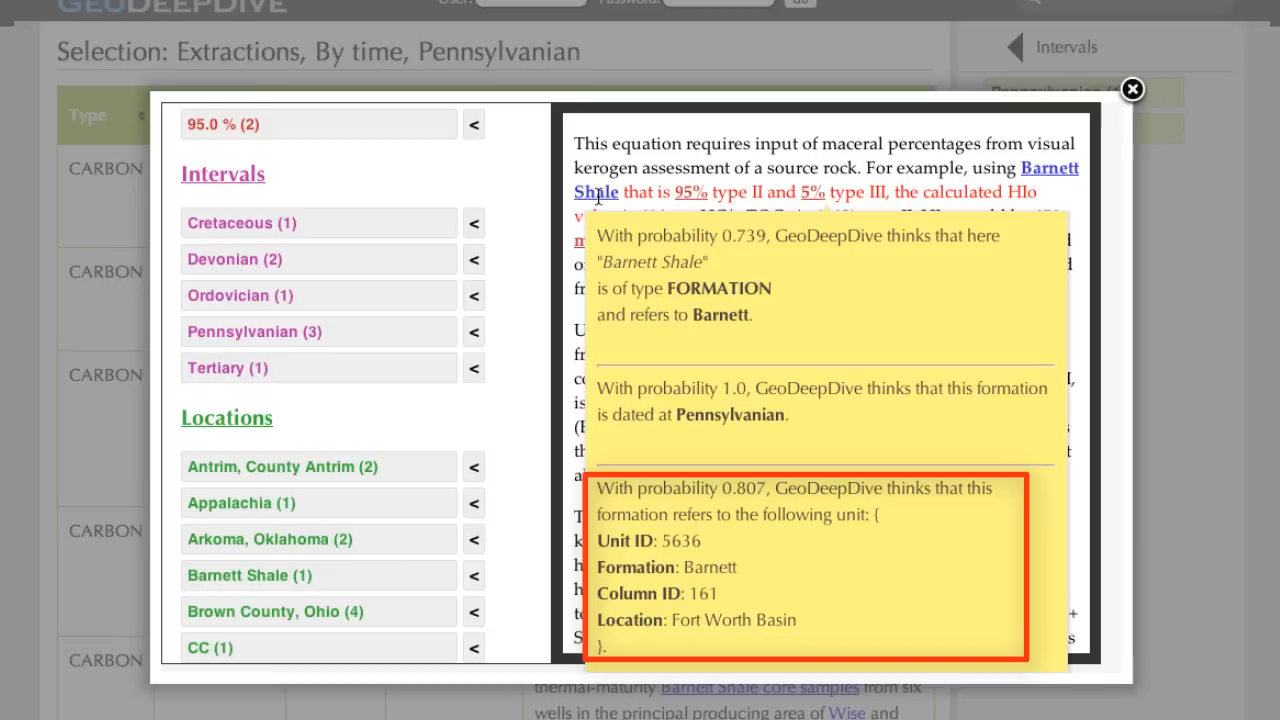 GEODEEPDIVE
User:
Password:
Go
Selection: Extractions, By time, Pennsylvanian
Intervals
Pennsylvanian (1
Type
CARBON
CARBON
CARBON
CARBON
CARBON
95.0 % (2)
<
Intervals
Cretaceous (1)
<
Devonian (2)
<
Ordovician (1)
<
Pennsylvanian (3)
<
Tertiary (1)
<
Locations
Antrim, County Antrim (2)
<
Appalachia (1)
<
Arkoma, Oklahoma (2)
<
Barnett Shale (1)
<
Brown County, Ohio (4)
<
CC (1)
<
This equation requires input of maceral percentages from visual
kerogen assessment of a source rock. For example, using Barnett
Shale that is 95% type II and 5% type III, the calculated HIo
With probability 0.739, GeoDeepDive thinks that here
"Barnett Shale"
is of type FORMATION
and refers to Barnett.
With probability 1.0, GeoDeepDive thinks that this formation
is dated at Pennsylvanian.
With probability 0.807, GeoDeepDive thinks that this
formation refers to the following unit: {
Unit ID: 5636
Formation: Barnett
Column ID: 161
Location: Fort Worth Basin
}.
thermal-maturity Barnett Shale core samples from six
wells in the principal producing area of Wise and